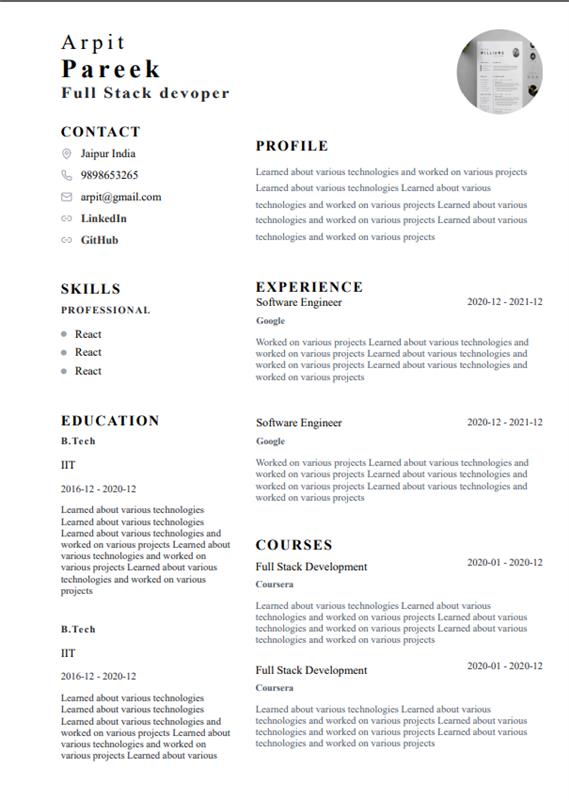 Arpit
Pareek
Full Stack devoper
CONTACT
Jaipur India
9898653265
arpit@gmail.com
LinkedIn
GitHub
SKILLS
PROFESSIONAL
React
React
React
EDUCATION
B.Tech
IIT
2016-12 - 2020-12
Learned about various technologies
Learned about various technologies
Learned about various technologies and
worked on various projects Learned about
various technologies and worked on
various projects Learned about various
technologies and worked on various
projects
B.Tech
IIT
2016-12 - 2020-12
Learned about various technologies
Learned about various technologies
Learned about various technologies and
worked on various projects Learned about
various technologies and worked on
various projects Learned about various
WILLIAMS
PROFILE
Learned about various technologies and worked on various projects
Learned about various technologies Learned about various
technologies and worked on various projects Learned about various
technologies and worked on various projects Learned about various
technologies and worked on various projects
EXPERIENCE
Software Engineer 2020-12 - 2021-12
Google
Worked on various projects Learned about various technologies and
worked on various projects Learned about various technologies and
worked on various projects Learned about various technologies and
worked on various projects
Software Engineer 2020-12 - 2021-12
Google
Worked on various projects Learned about various technologies and
worked on various projects Learned about various technologies and
worked on various projects Learned about various technologies and
worked on various projects
COURSES
Full Stack Development 2020-01 - 2020-12
Coursera
Learned about various technologies Learned about various
technologies and worked on various projects Learned about various
technologies and worked on various projects Learned about various
technologies and worked on various projects
Full Stack Development 2020-01 - 2020-12
Coursera
Learned about various technologies Learned about various
technologies and worked on various projects Learned about various
technologies and worked on various projects Learned about various
technologies and worked on various projects